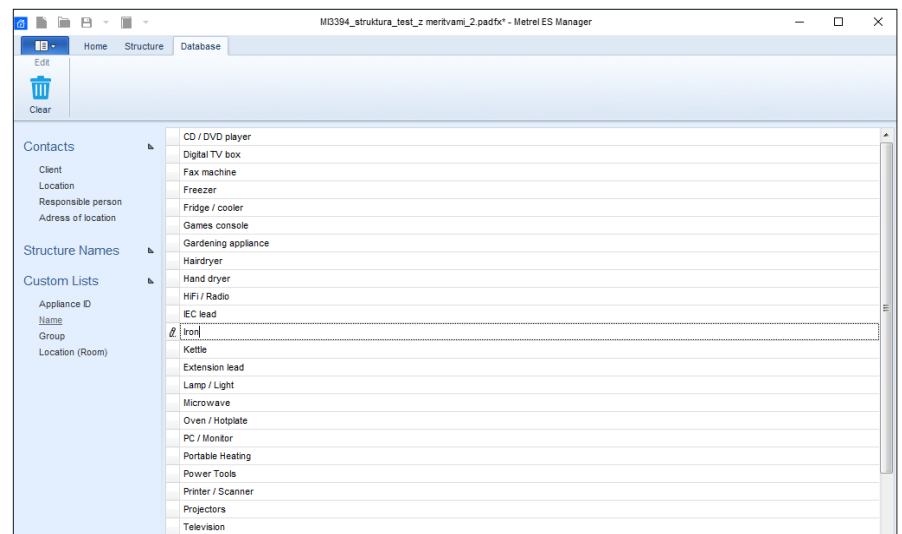 MI3394_struktura_test_z meritvami_2.padfx* - Metrel ES Manager
Home Structure Database
Edit
Clear
Contacts
Client
Location
Responsible person
Adress of location
Structure Names
Custom Lists
Appliance ID
Name
Group
Location (Room)
CD / DVD player
Digital TV box
Fax machine
Freezer
Fridge / cooler
Games console
Gardening appliance
Hairdryer
Hand dryer
HiFi / Radio
IEC lead
Iron
Kettle
Extension lead
Lamp / Light
Microwave
Oven / Hotplate
PC / Monitor
Portable Heating
Power Tools
Printer / Scanner
Projectors
Television